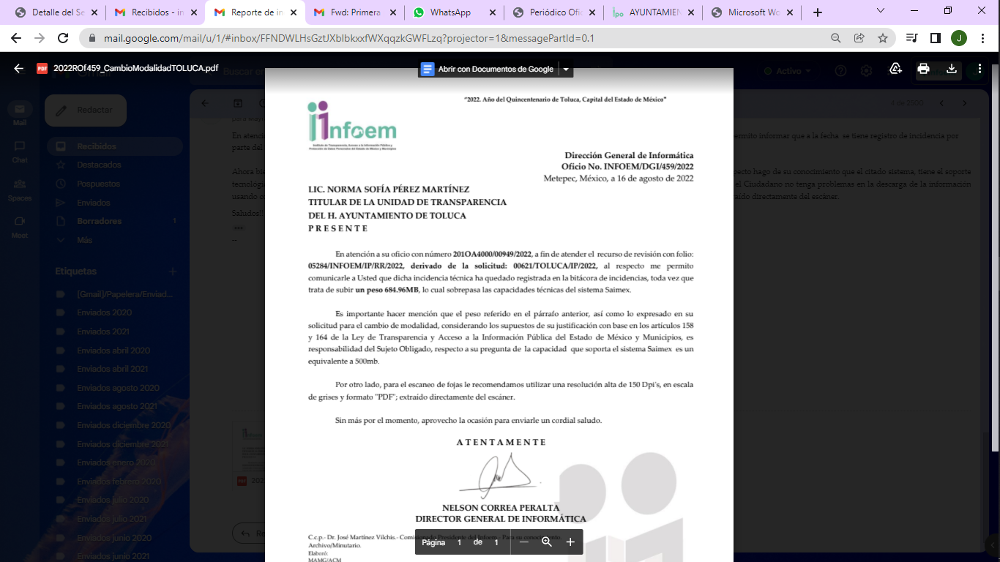 Detalle del Se
Recibidos - in
Reporte de in
Fwd: Primera
WhatsApp
Periódico Ofic
AYUNTAMIEN
Microsoft Wo
mail.google.com/mail/u/1/#inbox/FFNDWLHsGztJXblbkxxfWXqqzkGWFLzq?projector=1&messagePartId=0.1
J
PDF 2022ROf459_CambioModalidadTOLUCA.pdf
Abrir con Documentos de Google
Buscar en
Activo
Redactar
4 de 2900
Mail
Chat
Spaces
Meet
Recibidos
Destacados
Pospuestos
Enviados
Borradores 1
Más
Etiquetas
[Gmail]/Papelera/Enviad...
Enviados 2020
Enviados 2021
Enviados abril 2020
Enviados abril 2021
Enviados agosto 2020
Enviados agosto 2021
Enviados diciembre 2020
Enviados diciembre 2021
Enviados enero 2020
Enviados febrero 2020
Enviados julio 2020
Enviados julio 2021
Enviados junio 2020
Enviados junio 2021
En atenci
parte del
Ahora bie
tecnológi
usando c
Saludos!!
ermito informar que a la fecha se tiene registro de incidencia por
pecto hago de su conocimiento que el citado sistema, tiene el soporte
el Ciudadano no tenga problemas en la descarga de la información
raído directamente del escáner.
PDF 202
Re
"2022. Año del Quincentenario de Toluca, Capital del Estado de México"
infoem
Instituto de Transparencia, Acceso a la Información Pública y
Protección de Datos Personales del Estado de México y Municipios
Dirección General de Informática
Oficio No. INFOEM/DGI/459/2022
Metepec, México, a 16 de agosto de 2022
LIC. NORMA SOFÍA PÉREZ MARTÍNEZ
TITULAR DE LA UNIDAD DE TRANSPARENCIA
DEL H. AYUNTAMIENTO DE TOLUCA
P R E S E N T E
En atención a su oficio con número 201OA4000/00949/2022, a fin de atender el recurso de revisión con folio:
05284/INFOEM/IP/RR/2022, derivado de la solicitud: 00621/TOLUCA/IP/2022, al respecto me permito
comunicarle a Usted que dicha incidencia técnica ha quedado registrada en la bitácora de incidencias, toda vez que
trata de subir un peso 684.96MB, lo cual sobrepasa las capacidades técnicas del sistema Saimex.
Es importante hacer mención que el peso referido en el párrafo anterior, así como lo expresado en su
solicitud para el cambio de modalidad, considerando los supuestos de su justificación con base en los artículos 158
y 164 de la Ley de Transparencia y Acceso a la Información Pública del Estado de México y Municipios, es
responsabilidad del Sujeto Obligado, respecto a su pregunta de la capacidad que soporta el sistema Saimex es un
equivalente a 500mb.
Por otro lado, para el escaneo de fojas le recomendamos utilizar una resolución alta de 150 Dpi's, en escala
de grises y formato "PDF"; extraído directamente del escáner.
Sin más por el momento, aprovecho la ocasión para enviarle un cordial saludo.
A T E N T A M E N T E
NELSON CORREA PERALTA
DIRECTOR GENERAL DE INFORMÁTICA
C.c.p.- Dr. José Martínez Vilchis.- Comisionado Presidente del Infoem.- Para su conocimiento.
Archivo/Minutario.
Elaboró:
MAMG/ACM
Página 1 de 1